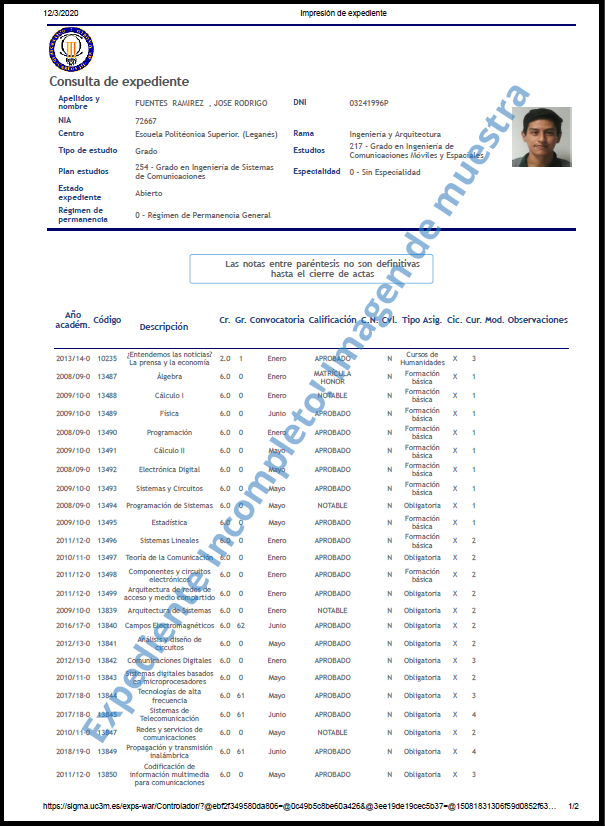 12/3/2020 Impresión de expediente
Consulta de expediente
Apellidos y nombre FUENTES RAMIREZ , JOSE RODRIGO DNI 03241996P
NIA 72667
Centro Escuela Politécnica Superior. (Leganés) Rama Ingeniería y Arquitectura
Tipo de estudio Grado Estudios 217 - Grado en Ingeniería de Comunicaciones Móviles y Espaciales
Plan estudios 254 - Grado en Ingeniería de Sistemas de Comunicaciones Especialidad 0 - Sin Especialidad
Estado expediente Abierto
Régimen de permanencia 0 - Régimen de Permanencia General
Las notas entre paréntesis no son definitivas
hasta el cierre de actas
Año académ. Código Descripción Cr. Gr. Convocatoria Calificación C.N. Cvl. Tipo Asig. Cic. Cur. Mod. Observaciones
2013/14-0 10235 ¿Entendemos las noticias? La prensa y la economía 2.0 1 Enero APROBADO N Cursos de Humanidades X 3
2008/09-0 13487 Álgebra 6.0 0 Enero MATRÍCULA HONOR N Formación básica X 1
2009/10-0 13488 Cálculo I 6.0 0 Enero NOTABLE N Formación básica X 1
2009/10-0 13489 Física 6.0 0 Junio APROBADO N Formación básica X 1
2008/09-0 13490 Programación 6.0 0 Enero APROBADO N Formación básica X 1
2009/10-0 13491 Cálculo II 6.0 0 Mayo APROBADO N Formación básica X 1
2008/09-0 13492 Electrónica Digital 6.0 0 Mayo APROBADO N Formación básica X 1
2009/10-0 13493 Sistemas y Circuitos 6.0 0 Mayo APROBADO N Formación básica X 1
2008/09-0 13494 Programación de Sistemas 6.0 0 Mayo NOTABLE N Obligatoria X 1
2009/10-0 13495 Estadística 6.0 0 Mayo APROBADO N Formación básica X 1
2011/12-0 13496 Sistemas Lineales 6.0 0 Enero APROBADO N Formación básica X 2
2010/11-0 13497 Teoría de la Comunicación 6.0 0 Enero APROBADO N Obligatoria X 2
2011/12-0 13498 Componentes y circuitos electrónicos 6.0 0 Enero APROBADO N Formación básica X 2
2011/12-0 13499 Arquitectura de redes de acceso y medio compartido 6.0 0 Enero APROBADO N Obligatoria X 2
2009/10-0 13839 Arquitectura de Sistemas 6.0 0 Enero NOTABLE N Obligatoria X 2
2016/17-0 13840 Campos Electromagnéticos 6.0 62 Junio APROBADO N Obligatoria X 2
2012/13-0 13841 Análisis y diseño de circuitos 6.0 0 Mayo APROBADO N Obligatoria X 2
2012/13-0 13842 Comunicaciones Digitales 6.0 0 Enero APROBADO N Obligatoria X 3
2010/11-0 13843 Sistemas digitales basados en microprocesadores 6.0 0 Mayo APROBADO N Obligatoria X 2
2017/18-0 13844 Tecnologías de alta frecuencia 6.0 61 Mayo APROBADO N Obligatoria X 3
2017/18-0 13845 Sistemas de Telecomunicación 6.0 61 Junio APROBADO N Obligatoria X 4
2010/11-0 13847 Redes y servicios de comunicaciones 6.0 0 Mayo NOTABLE N Obligatoria X 2
2018/19-0 13849 Propagación y transmisión inalámbrica 6.0 61 Junio APROBADO N Obligatoria X 4
2011/12-0 13850 Codificación de información multimedia para comunicaciones 6.0 0 Mayo APROBADO N Obligatoria X 3
Expediente Incompleto! Imagen de muestra
https://sigma.uc3m.es/exps-war/Controlador/?@ebf2f349580da806=@0c49b5c8be60a426&@3ee19de19cec5b37=@15081831306f59d0852f63... 1/2